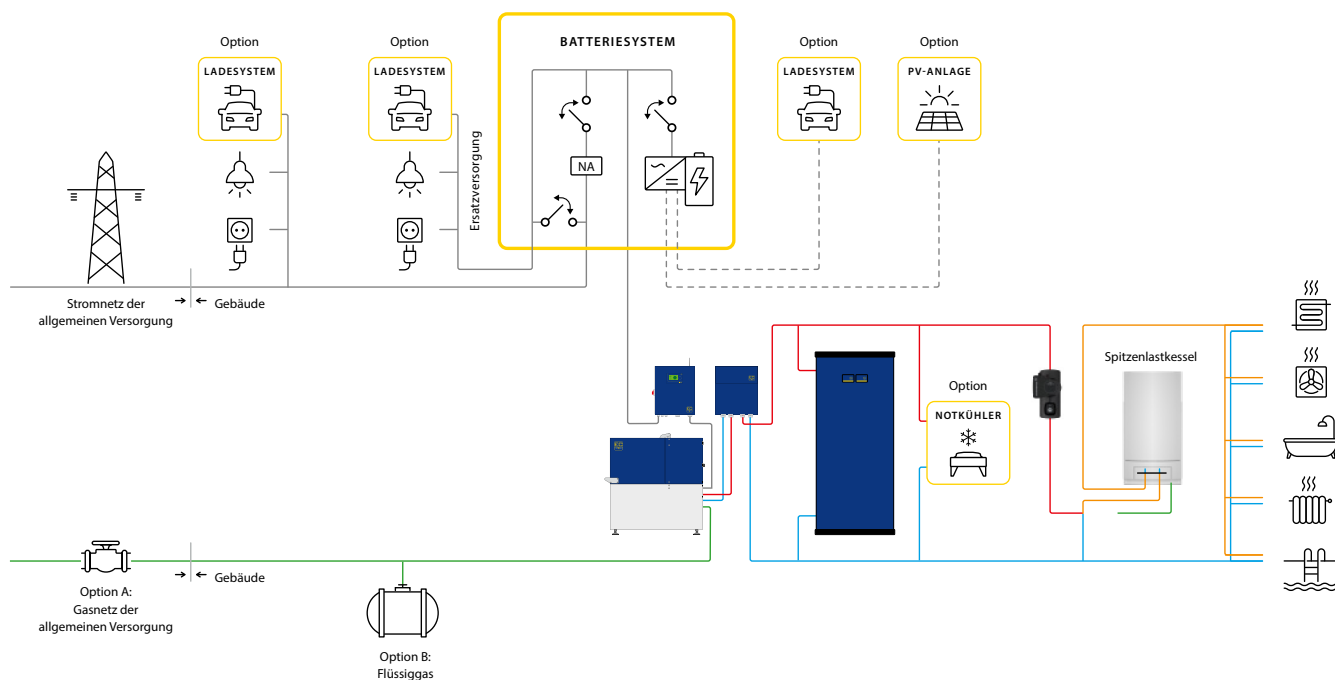 Option
LADESYSTEM
Option
LADESYSTEM
BATTERIESYSTEM
NA
Ersatzversorgung
Option
LADESYSTEM
Option
PV-ANLAGE
Stromnetz der
allgemeinen Versorgung
Gebäude
Spitzenlastkessel
Option
NOTKÜHLER
Gebäude
Option A:
Gasnetz der
allgemeinen Versorgung
Option B:
Flüssiggas